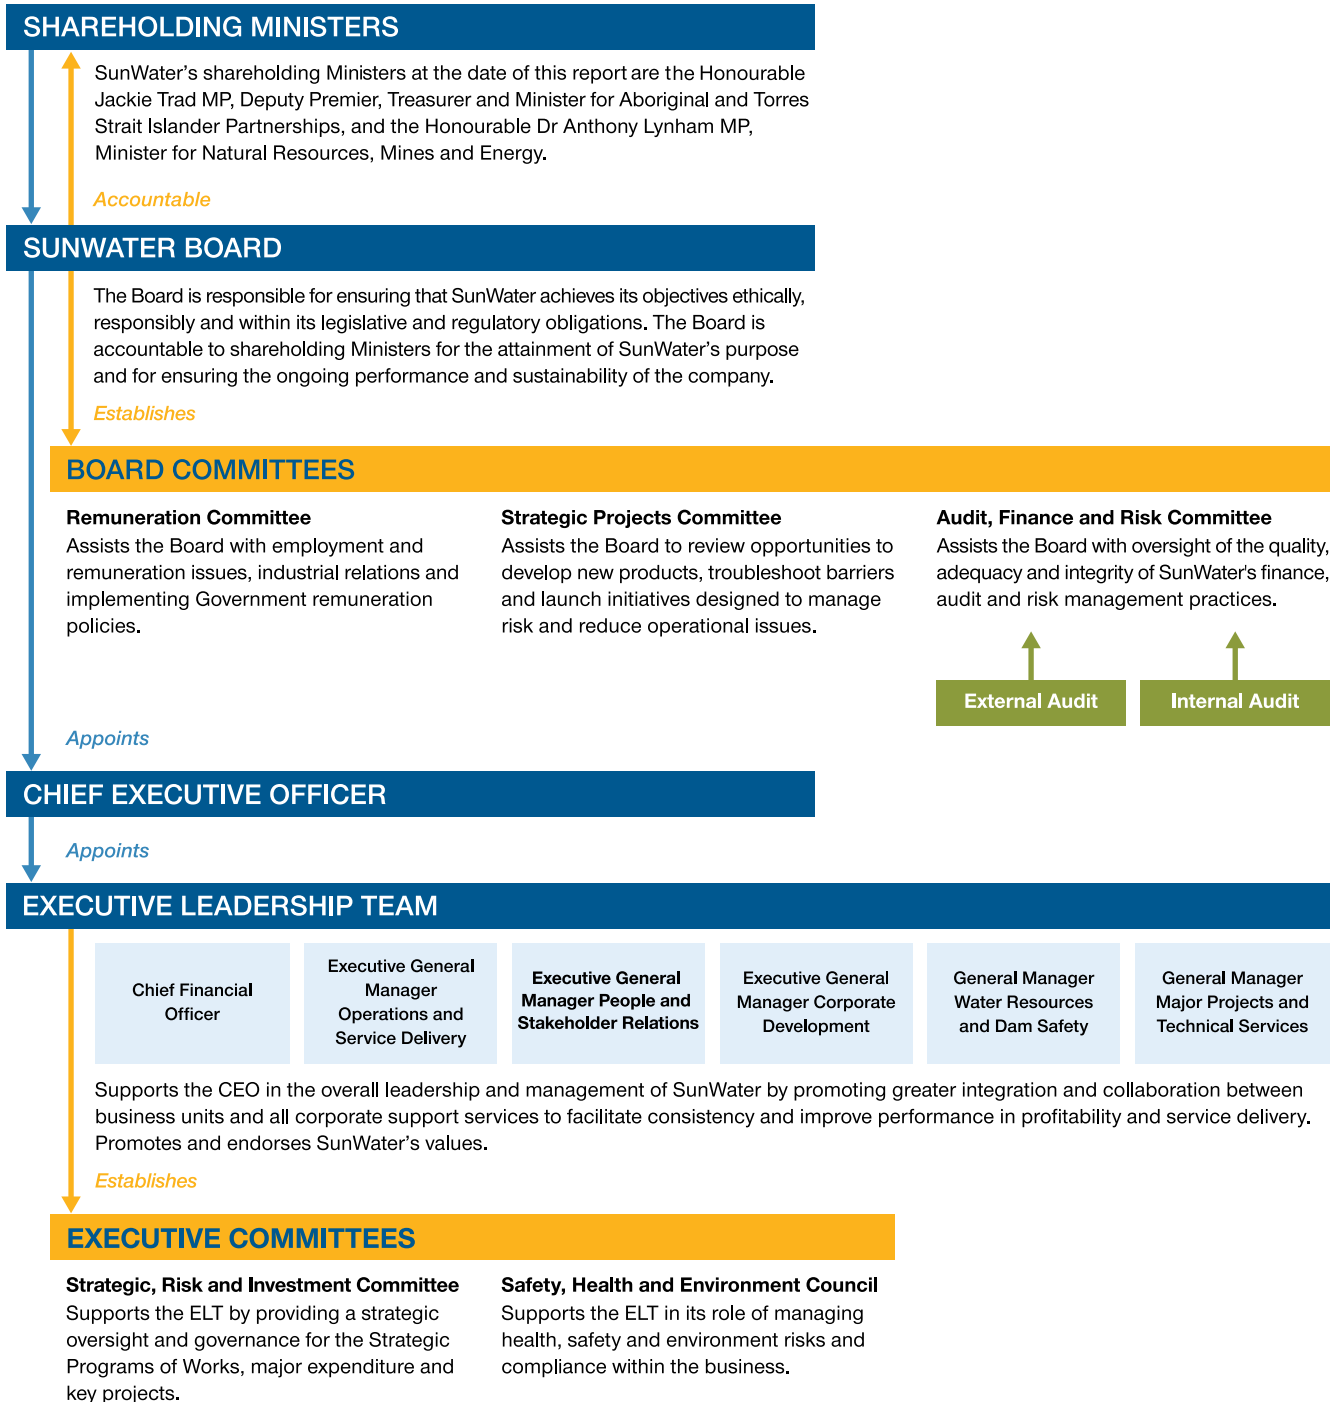 SHAREHOLDING MINISTERS
SunWater's shareholding Ministers at the date of this report are the Honourable
Jackie Trad MP, Deputy Premier, Treasurer and Minister for Aboriginal and Torres
Strait Islander Partnerships, and the Honourable Dr Anthony Lynham MP,
Minister for Natural Resources, Mines and Energy.
Accountable
SUNWATER BOARD
The Board is responsible for ensuring that SunWater achieves its objectives ethically,
responsibly and within its legislative and regulatory obligations. The Board is
accountable to shareholding Ministers for the attainment of SunWater's purpose
and for ensuring the ongoing performance and sustainability of the company.
Establishes
BOARD COMMITTEES
Remuneration Committee
Assists the Board with employment and
remuneration issues, industrial relations and
implementing Government remuneration
policies.
Strategic Projects Committee
Assists the Board to review opportunities to
develop new products, troubleshoot barriers
and launch initiatives designed to manage
risk and reduce operational issues.
Audit, Finance and Risk Committee
Assists the Board with oversight of the quality,
adequacy and integrity of SunWater's finance,
audit and risk management practices.
External Audit
Internal Audit
Appoints
CHIEF EXECUTIVE OFFICER
Appoints
EXECUTIVE LEADERSHIP TEAM
Chief Financial
Officer
Executive General
Manager
Operations and
Service Delivery
Executive General
Manager People and
Stakeholder Relations
Executive General
Manager Corporate
Development
General Manager
Water Resources
and Dam Safety
General Manager
Major Projects and
Technical Services
Supports the CEO in the overall leadership and management of SunWater by promoting greater integration and collaboration between
business units and all corporate support services to facilitate consistency and improve performance in profitability and service delivery.
Promotes and endorses SunWater's values.
Establishes
EXECUTIVE COMMITTEES
Strategic, Risk and Investment Committee
Supports the ELT by providing a strategic
oversight and governance for the Strategic
Programs of Works, major expenditure and
key projects.
Safety, Health and Environment Council
Supports the ELT in its role of managing
health, safety and environment risks and
compliance within the business.